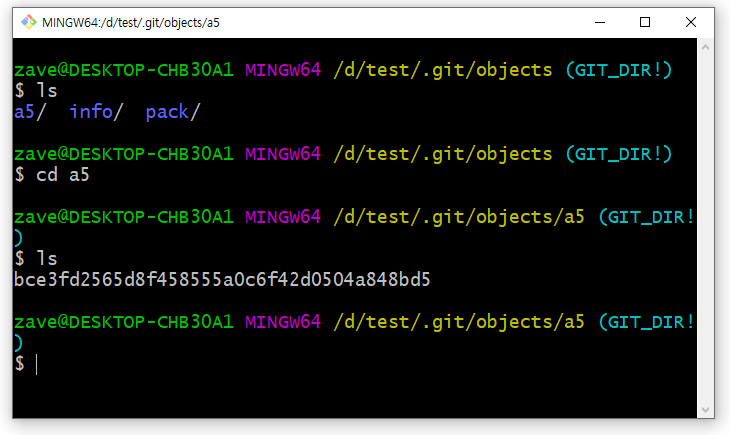 MINGW64:/d/test/.git/objects/a5
zave@DESKTOP-CHB30A1 MINGW64 /d/test/.git/objects (GIT_DIR!)
$ ls
a5/  info/  pack/
zave@DESKTOP-CHB30A1 MINGW64 /d/test/.git/objects (GIT_DIR!)
$ cd a5
zave@DESKTOP-CHB30A1 MINGW64 /d/test/.git/objects/a5 (GIT_DIR!
)
$ ls
bce3fd2565d8f458555a0c6f42d0504a848bd5
zave@DESKTOP-CHB30A1 MINGW64 /d/test/.git/objects/a5 (GIT_DIR!
)
$